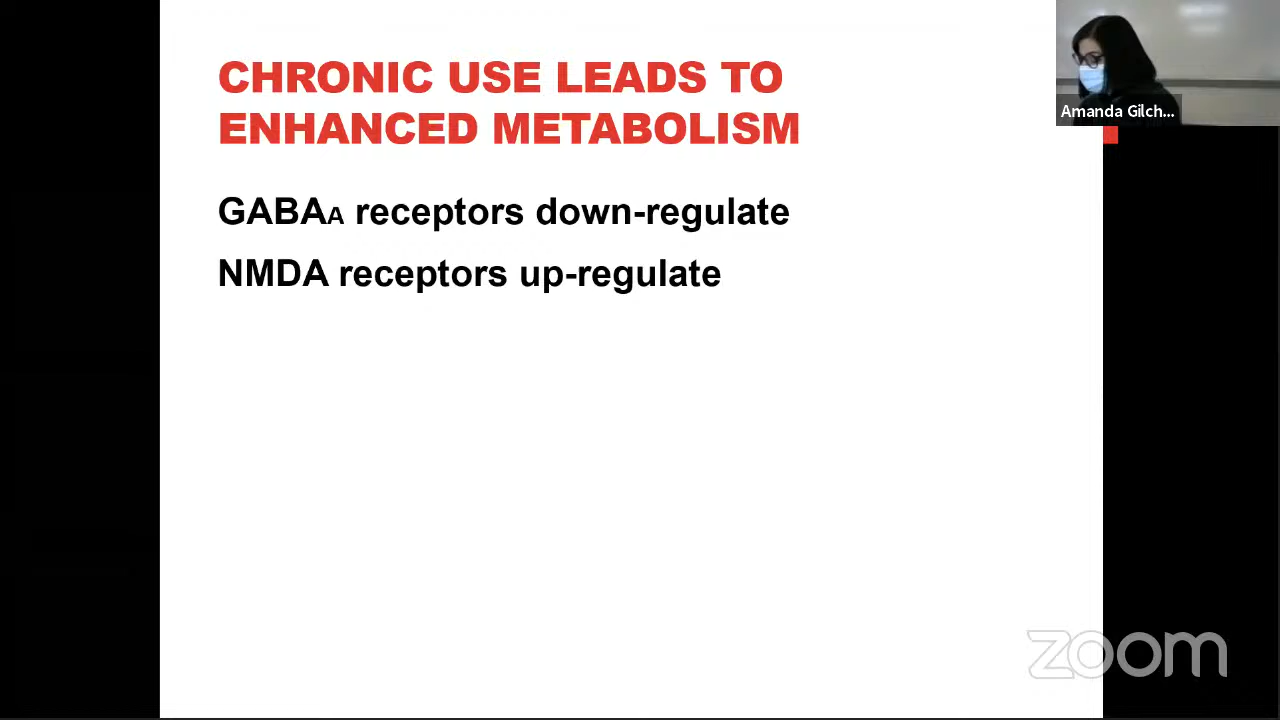 CHRONIC USE LEADS TO
ENHANCED METABOLISM
GABAA receptors down-regulate
NMDA receptors up-regulate
Amanda Gilch...
zoom